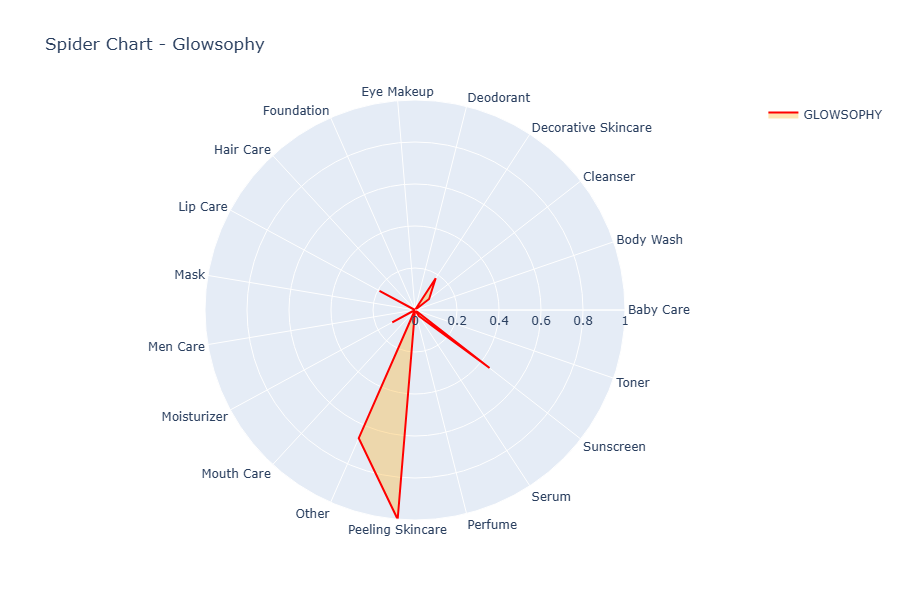 Spider Chart - Glowsophy
GLOWSOPHY
Eye Makeup
Deodorant
Foundation
Decorative Skincare
Hair Care
Cleanser
Lip Care
Body Wash
Mask
Baby Care
0 0.2 0.4 0.6 0.8 1
Men Care
Toner
Moisturizer
Sunscreen
Mouth Care
Serum
Other
Perfume
Peeling Skincare